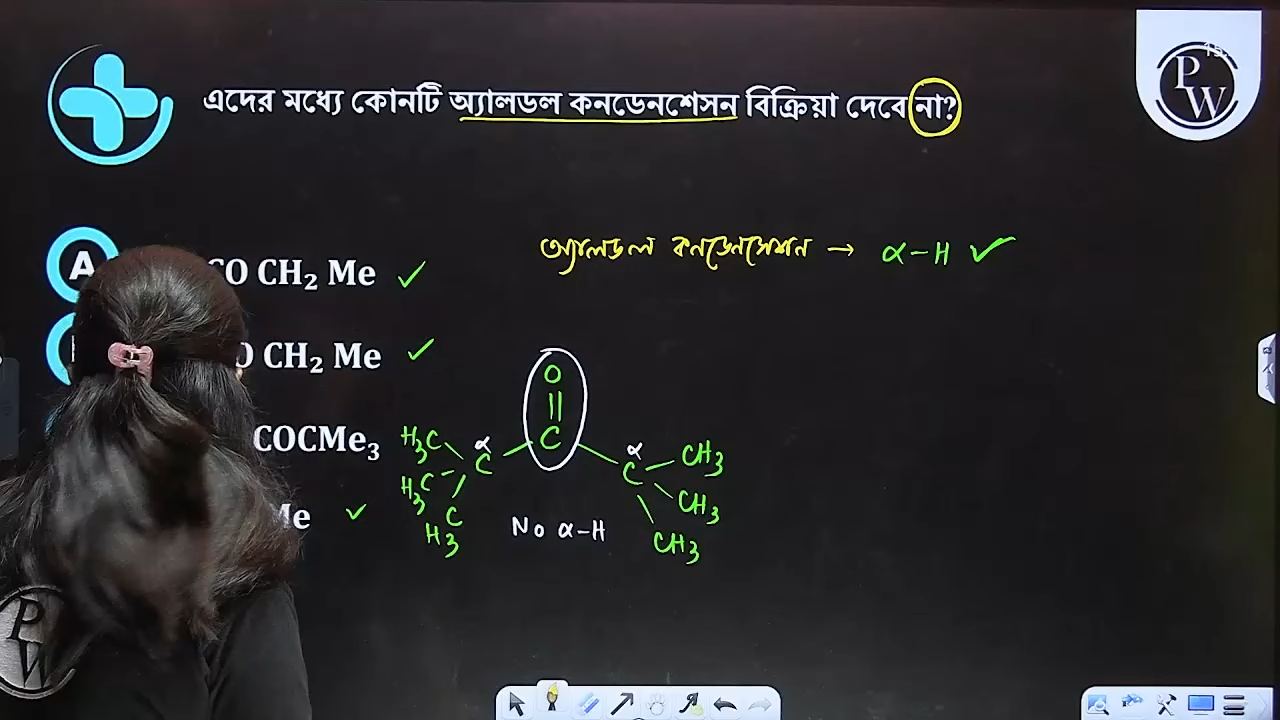 এদের মধ্যে কোনটি অ্যালডল কনডেনশেসন বিক্রিয়া দেবে না?
P
W
অ্যালডল কনডেনসেশন → α-H ✓
A
CO CH₂ Me ✓
O CH₂ Me ✓
O
||
H₃C α C α CH₃
COCMe₃ C C
H₃C CH₃
Me ✓ C
H₃ No α-H CH₃
P
W